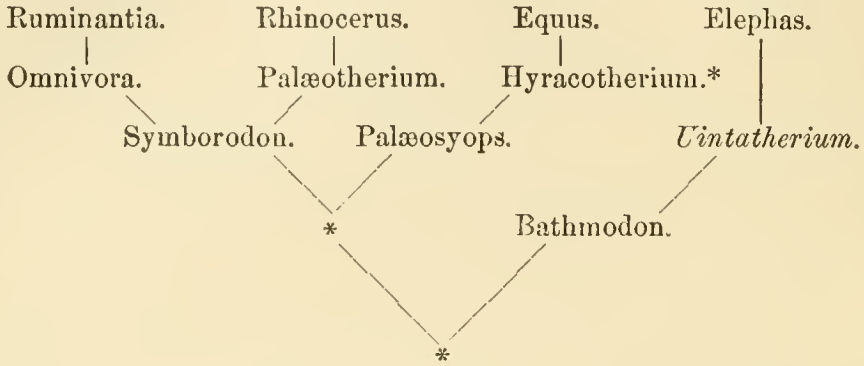 Ruminantia. Rhinocerus. Equus. Elephas.
Omnivora. Palæotherium. Hyracotherium.*
Symborodon. Palæosyops. Uintatherium.
* Bathmodon.
*